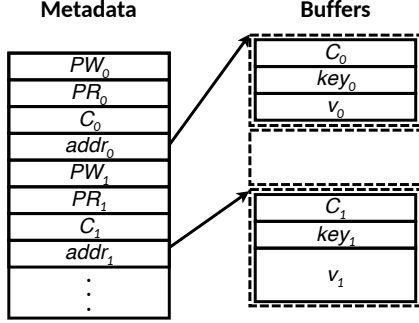 Metadata
PW0
PR0
C0
addr0
PW1
PR1
C1
addr1
.
.
.
Buffers
C0
key0
v0
C1
key1
v1